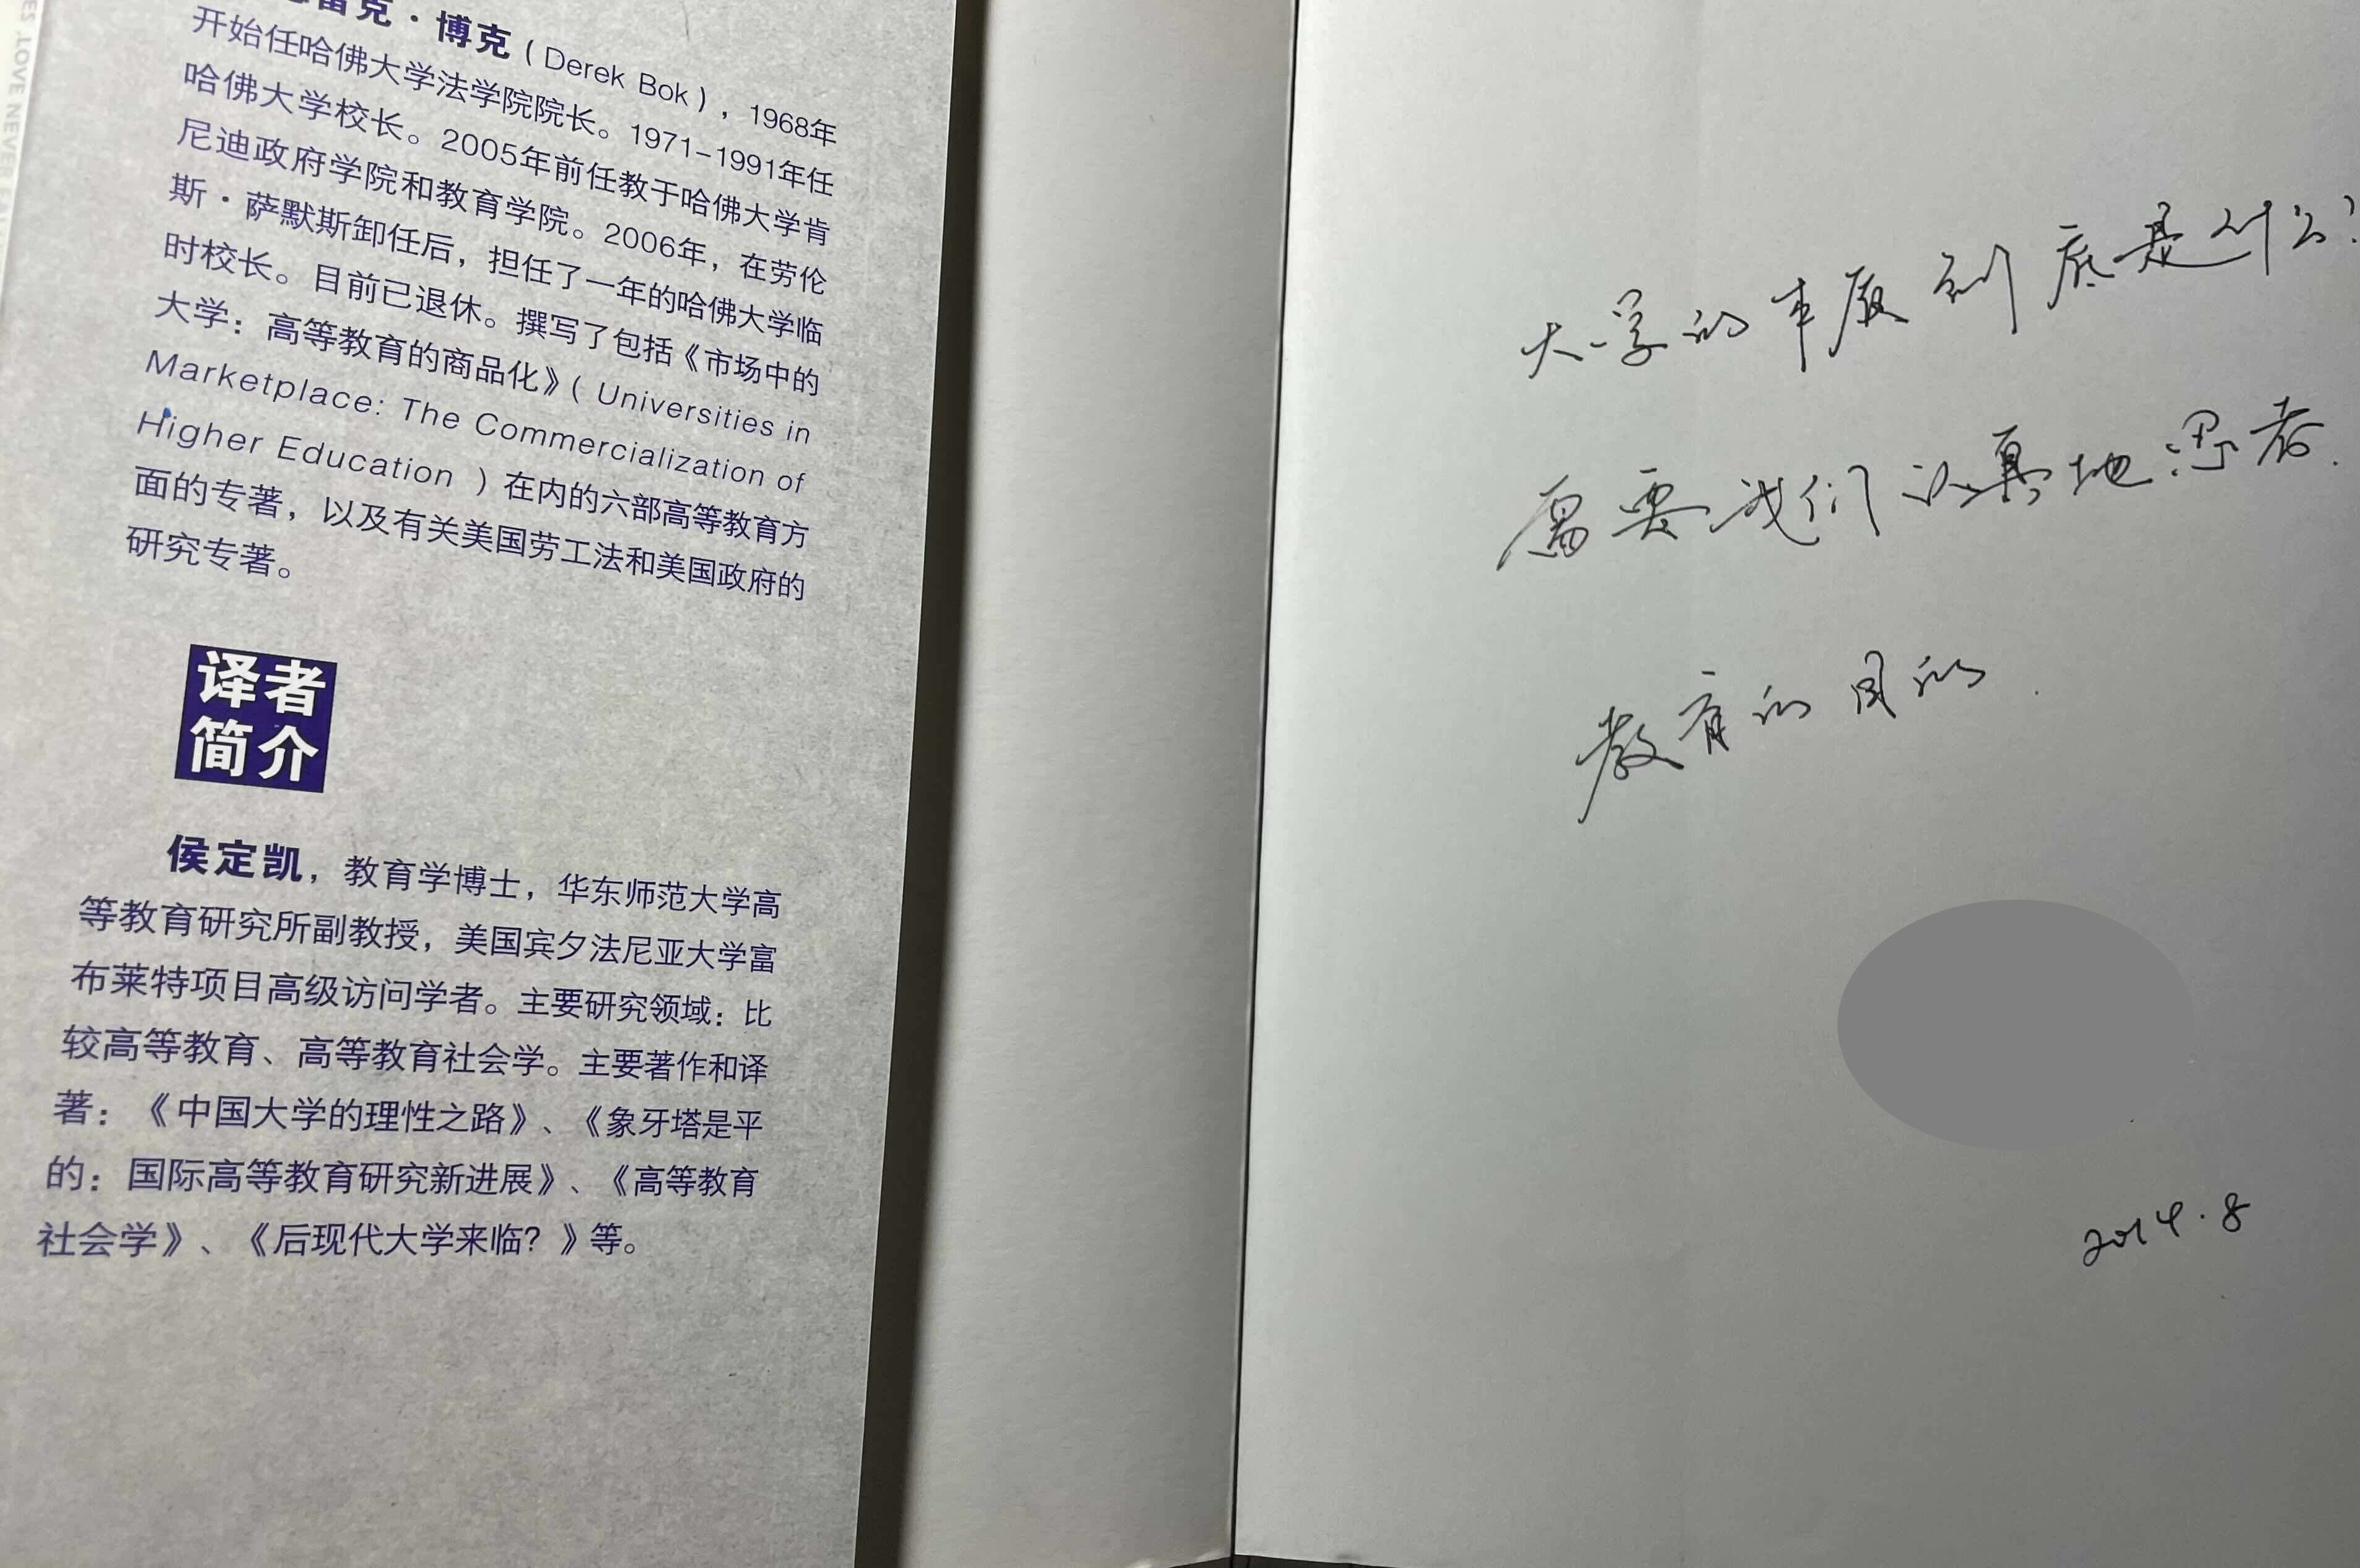 ES .LOVE NEVER
雷克·博克（Derek Bok），1968年
开始任哈佛大学法学院院长。1971-1991年任
哈佛大学校长。2005年前任教于哈佛大学肯
尼迪政府学院和教育学院。2006年，在劳伦
斯·萨默斯卸任后，担任了一年的哈佛大学临
时校长。目前已退休。撰写了包括《市场中的
大学：高等教育的商品化》（Universities in
Marketplace: The Commercialization of
Higher Education ）在内的六部高等教育方
面的专著，以及有关美国劳工法和美国政府的
研究专著。
译者
简介
侯定凯，教育学博士，华东师范大学高
等教育研究所副教授，美国宾夕法尼亚大学富
布莱特项目高级访问学者。主要研究领域：比
较高等教育、高等教育社会学。主要著作和译
著：《中国大学的理性之路》、《象牙塔是平
的：国际高等教育研究新进展》、《高等教育
社会学》、《后现代大学来临？》等。
大学的本质到底是什么？
需要我们认真地思考.
教育的目的.
2014.8